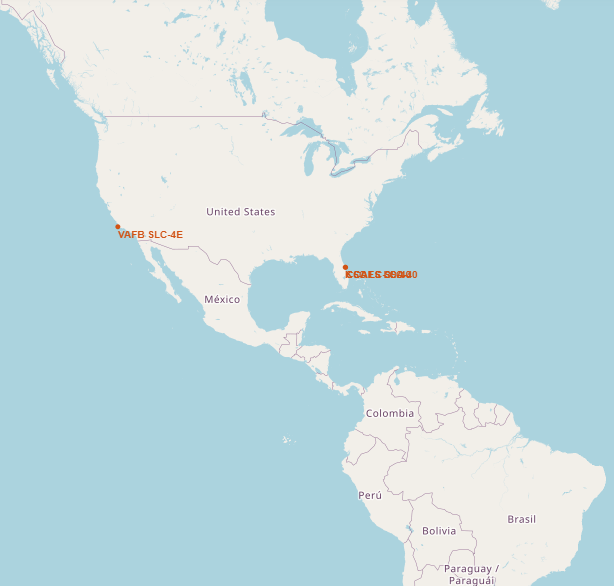 United States
VAFB SLC-4E
México
Colombia
Perú
Brasil
Bolivia
Paraguay /
Paraguái